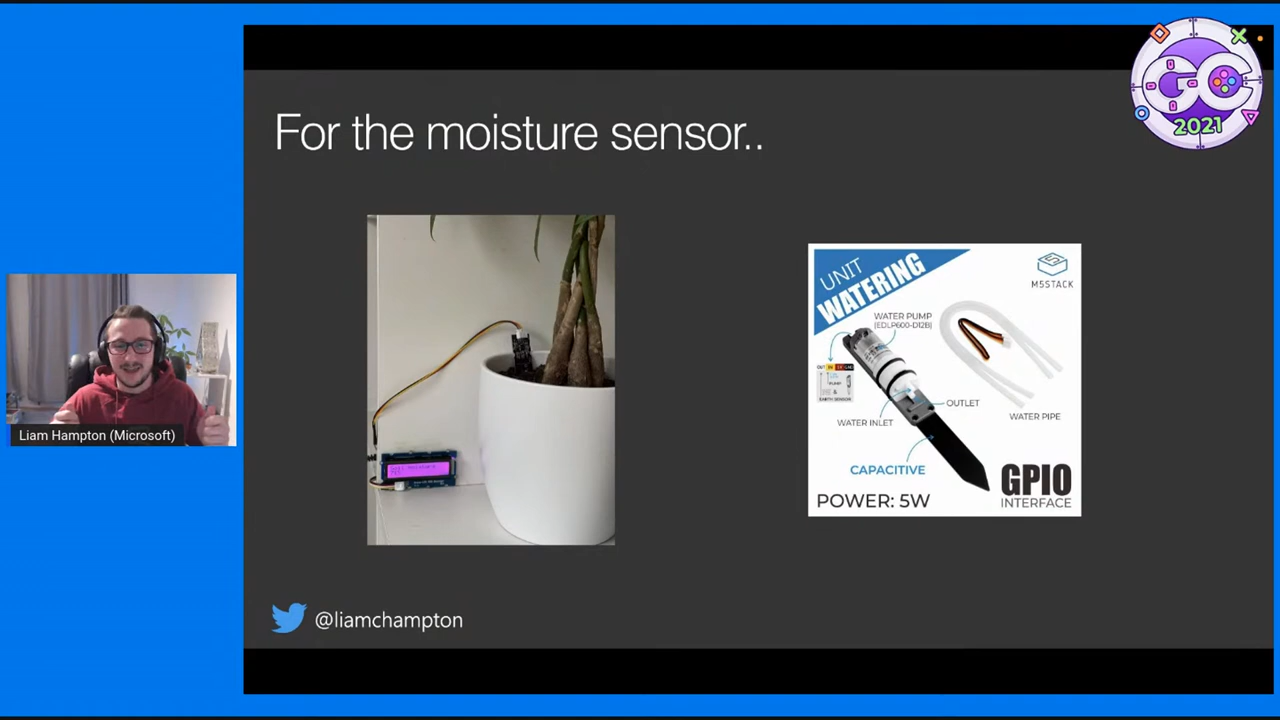 For the moisture sensor..
GC
2021
Liam Hampton (Microsoft)
UNIT
WATERING
M5STACK
WATER PUMP
(EDLP600-D12B)
OUTLET
WATER INLET
WATER PIPE
CAPACITIVE
GPIO
INTERFACE
POWER: 5W
@liamchampton